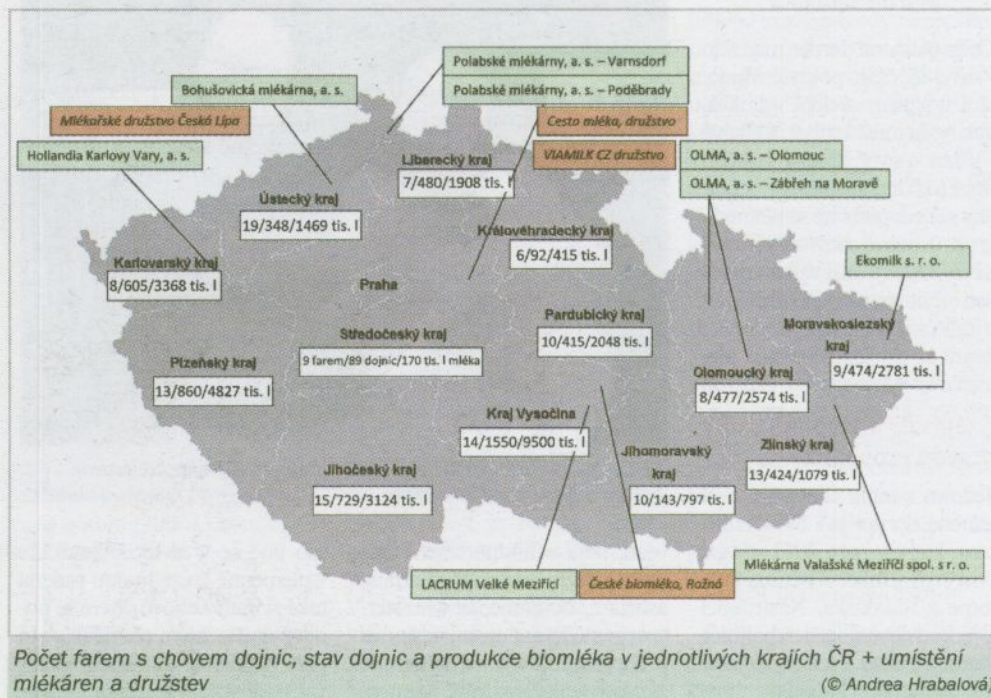 Polabské mlékárny, a. s. – Varnsdorf
Bohušovická mlékárna, a. s.
Polabské mlékárny, a. s. – Poděbrady
Mlékařské družstvo Česká Lípa
Cesta mléka, družstvo
Hollandia Karlovy Vary, a. s.
VIAMILK CZ družstvo
OLMA, a. s. – Olomouc
OLMA, a. s. – Zábřeh na Moravě
Liberecký kraj
7/480/1908 tis. l
Ústecký kraj
19/348/1469 tis. l
Královéhradecký kraj
6/92/415 tis. l
Ekomilk s. r. o.
Karlovarský kraj
8/605/3368 tis. l
Praha
Pardubický kraj
10/415/2048 tis. l
Moravskoslezský
kraj
9/474/2781 tis. l
Středočeský kraj
9 farem/89 dojnic/170 tis. l mléka
Plzeňský kraj
13/860/4827 tis. l
Olomoucký kraj
8/477/2574 tis. l
Kraj Vysočina
14/1550/9500 tis. l
Jihomoravský
kraj
10/143/797 tis. l
Zlínský kraj
13/424/1079 tis. l
Jihočeský kraj
15/729/3124 tis. l
LACRUM Velké Meziřící
České biomléko, Rožná
Mlékárna Valašské Meziříčí spol. s r. o.
Počet farem s chovem dojnic, stav dojnic a produkce biomléka v jednotlivých krajích ČR + umístění
mlékáren a družstev
(© Andrea Hrabalová)